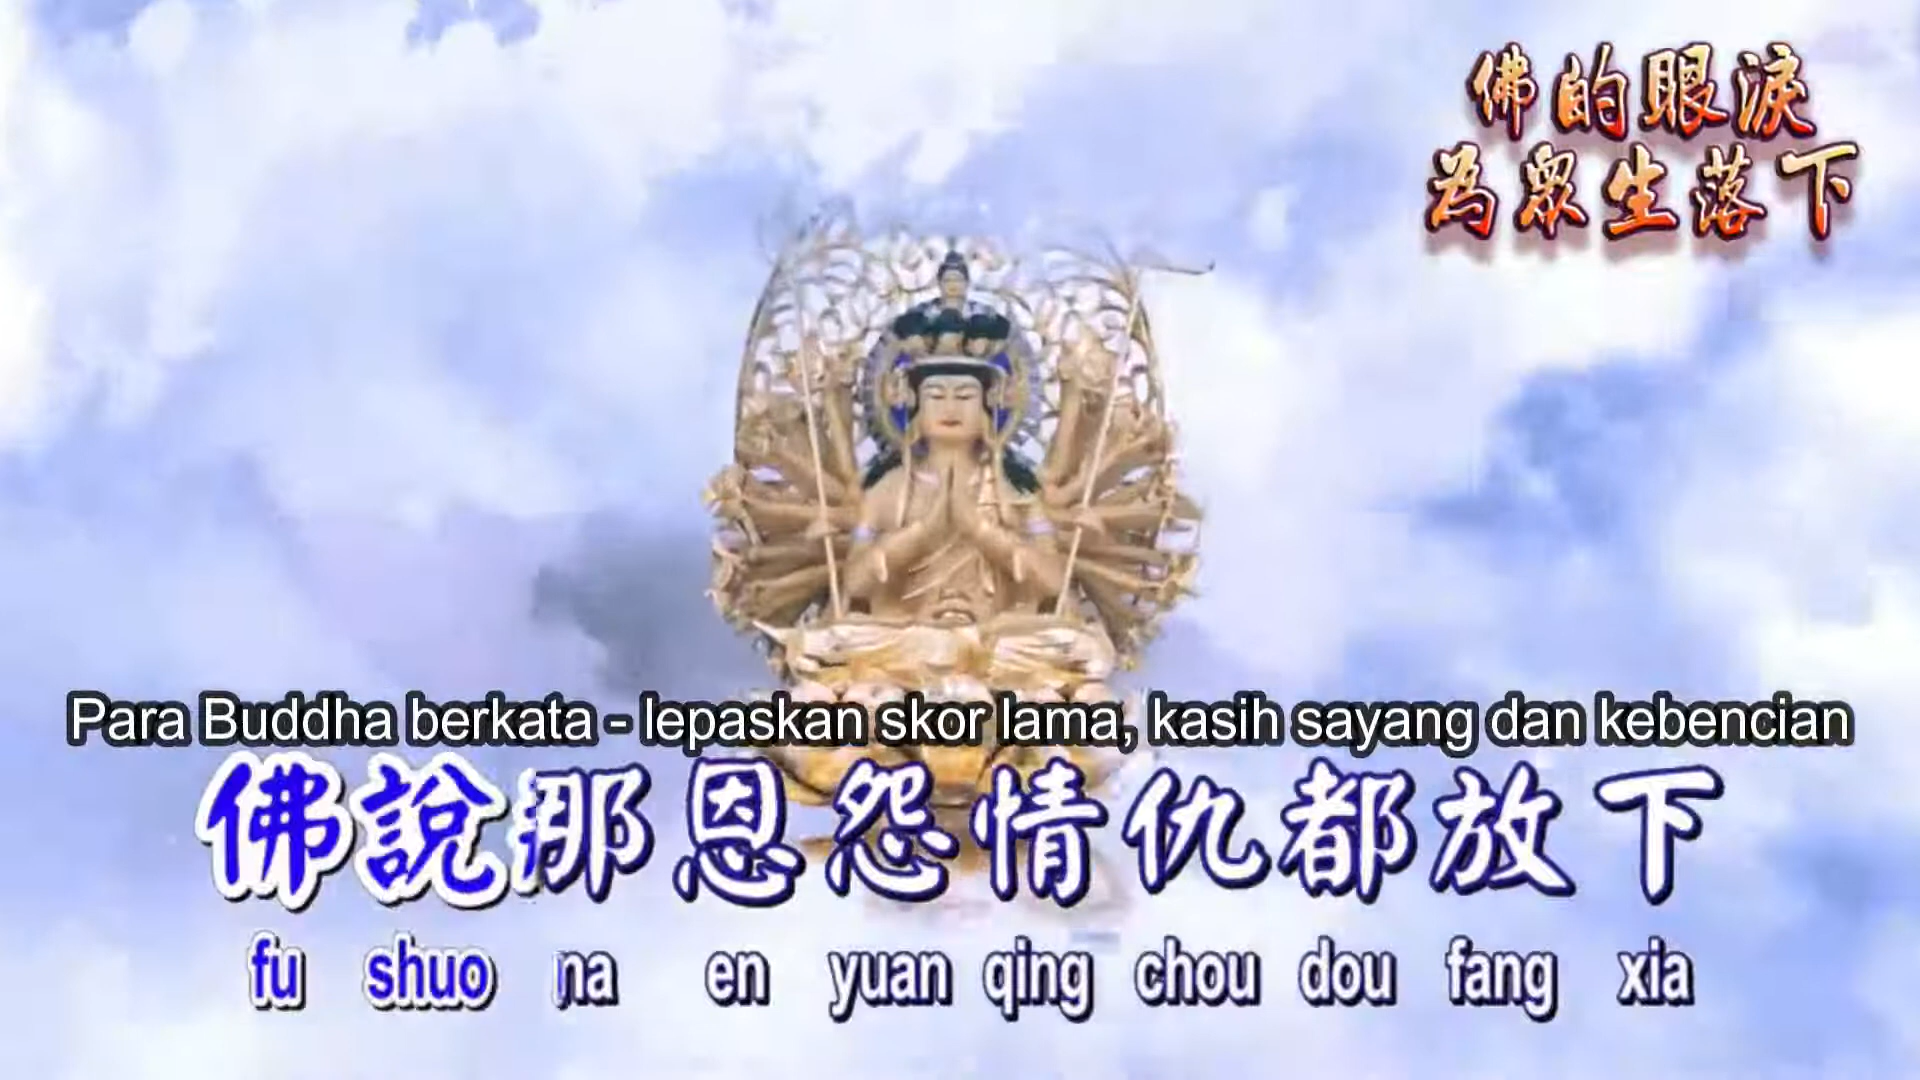 佛的眼淚
為眾生落下
Para Buddha berkata - lepaskan skor lama, kasih sayang dan kebencian
佛說那恩怨情仇都放下
fu shuo na en yuan qing chou dou fang xia